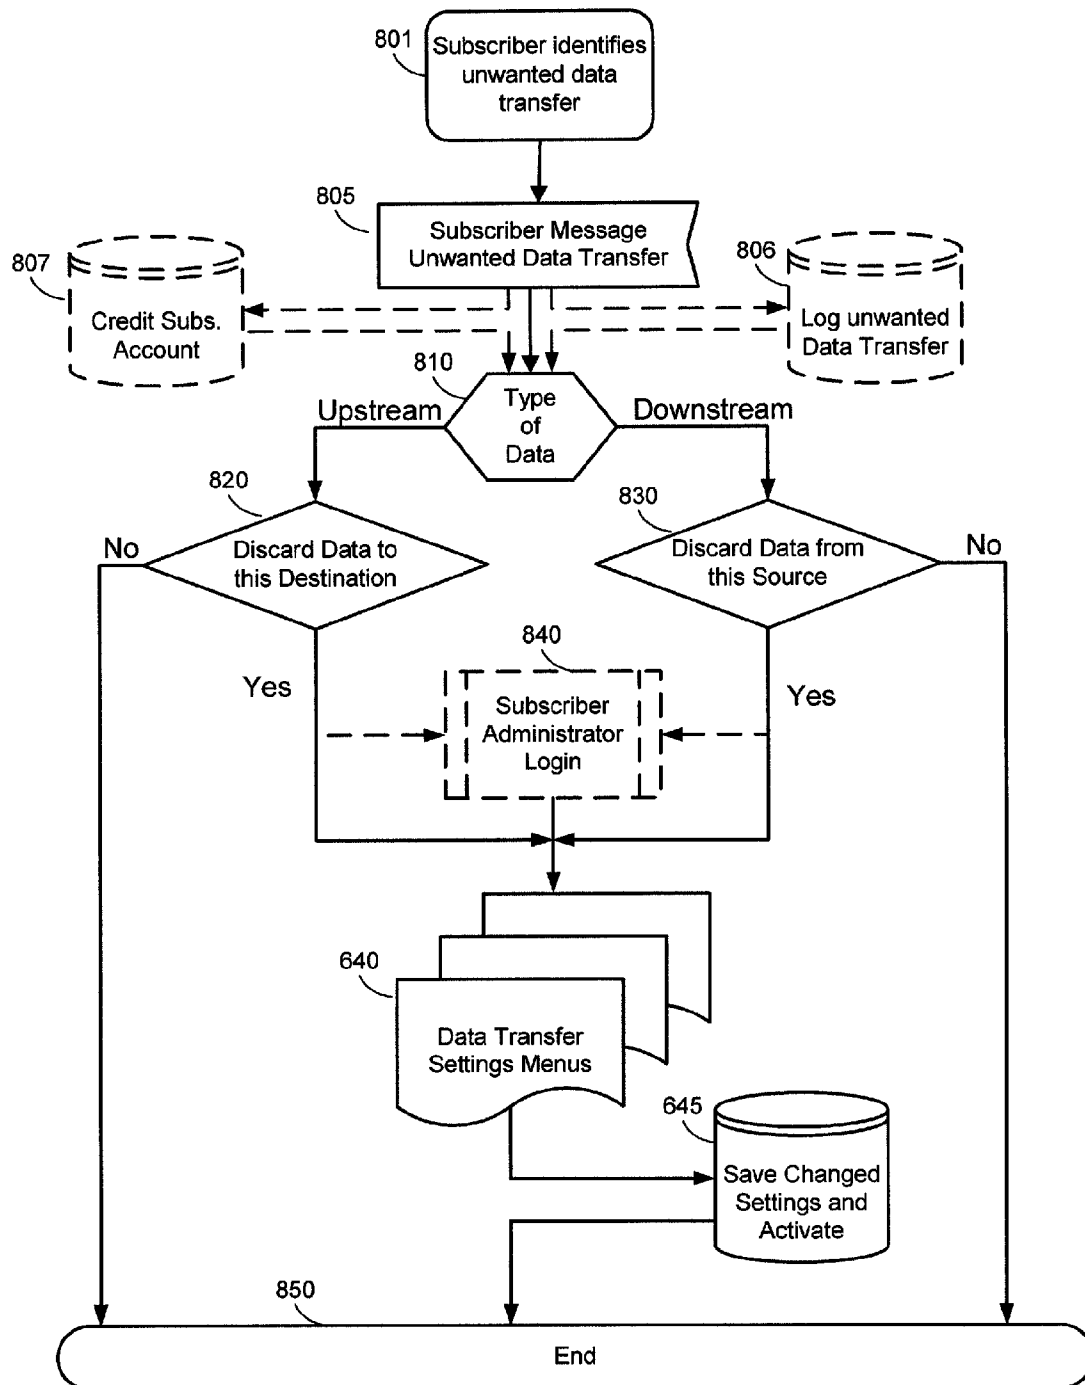 801
Subscriber identifies
unwanted data
transfer
805
Subscriber Message
Unwanted Data Transfer
807
Credit Subs.
Account
806
Log unwanted
Data Transfer
810
Type
of
Data
Upstream
Downstream
820
Discard Data to
this Destination
No
830
Discard Data from
this Source
No
Yes
840
Subscriber
Administrator
Login
Yes
640
Data Transfer
Settings Menus
645
Save Changed
Settings and
Activate
850
End